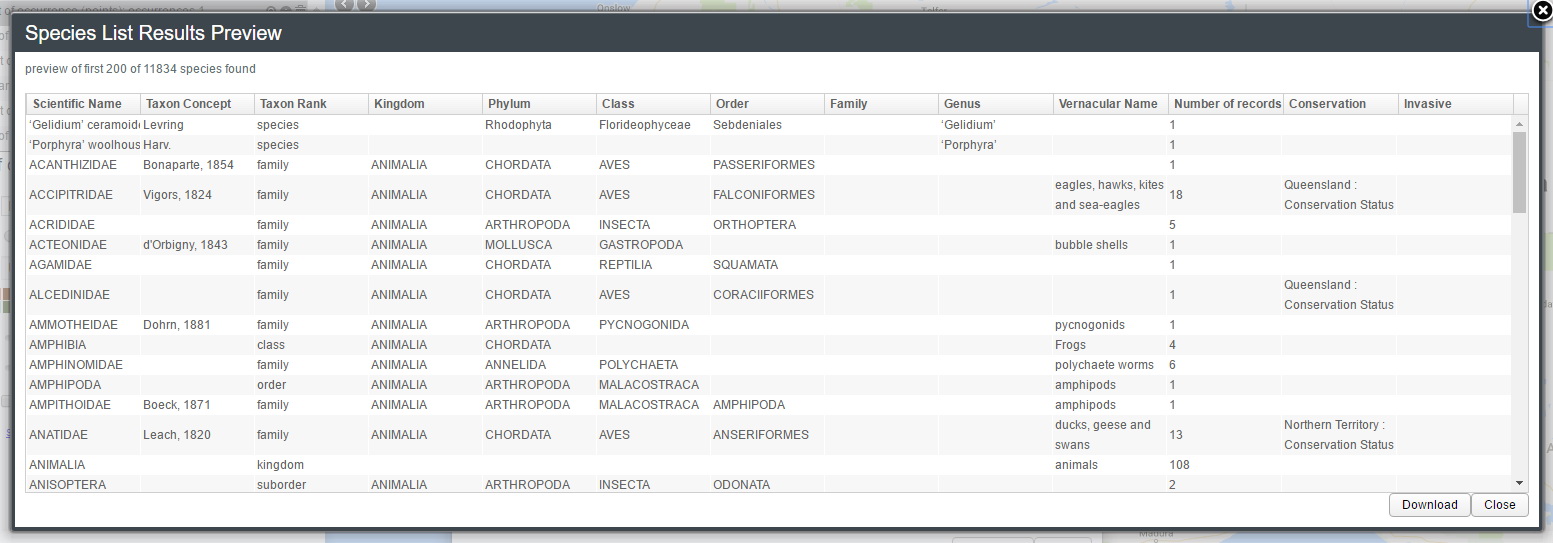 t of occurrence (points): occurrences 1
Onslow
Telfer
Species List Results Preview
preview of first 200 of 11834 species found
Scientific Name Taxon Concept Taxon Rank Kingdom Phylum Class Order Family Genus Vernacular Name Number of records Conservation Invasive
‘Gelidium’ ceramoid Levring species Rhodophyta Florideophyceae Sebdeniales ‘Gelidium’ 1
‘Porphyra’ woolhous Harv. species ‘Porphyra’ 1
ACANTHIZIDAE Bonaparte, 1854 family ANIMALIA CHORDATA AVES PASSERIFORMES 1
ACCIPITRIDAE Vigors, 1824 family ANIMALIA CHORDATA AVES FALCONIFORMES eagles, hawks, kites and sea-eagles 18 Queensland : Conservation Status
ACRIDIDAE family ANIMALIA ARTHROPODA INSECTA ORTHOPTERA 5
ACTEONIDAE d'Orbigny, 1843 family ANIMALIA MOLLUSCA GASTROPODA bubble shells 1
AGAMIDAE family ANIMALIA CHORDATA REPTILIA SQUAMATA 1
ALCEDINIDAE family ANIMALIA CHORDATA AVES CORACIIFORMES 1 Queensland : Conservation Status
AMMOTHEIDAE Dohrn, 1881 family ANIMALIA ARTHROPODA PYCNOGONIDA pycnogonids 1
AMPHIBIA class ANIMALIA CHORDATA Frogs 4
AMPHINOMIDAE family ANIMALIA ANNELIDA POLYCHAETA polychaete worms 6
AMPHIPODA order ANIMALIA ARTHROPODA MALACOSTRACA amphipods 1
AMPITHOIDAE Boeck, 1871 family ANIMALIA ARTHROPODA MALACOSTRACA AMPHIPODA amphipods 1
ANATIDAE Leach, 1820 family ANIMALIA CHORDATA AVES ANSERIFORMES ducks, geese and swans 13 Northern Territory : Conservation Status
ANIMALIA kingdom animals 108
ANISOPTERA suborder ANIMALIA ARTHROPODA INSECTA ODONATA 2
Download Close
Madura